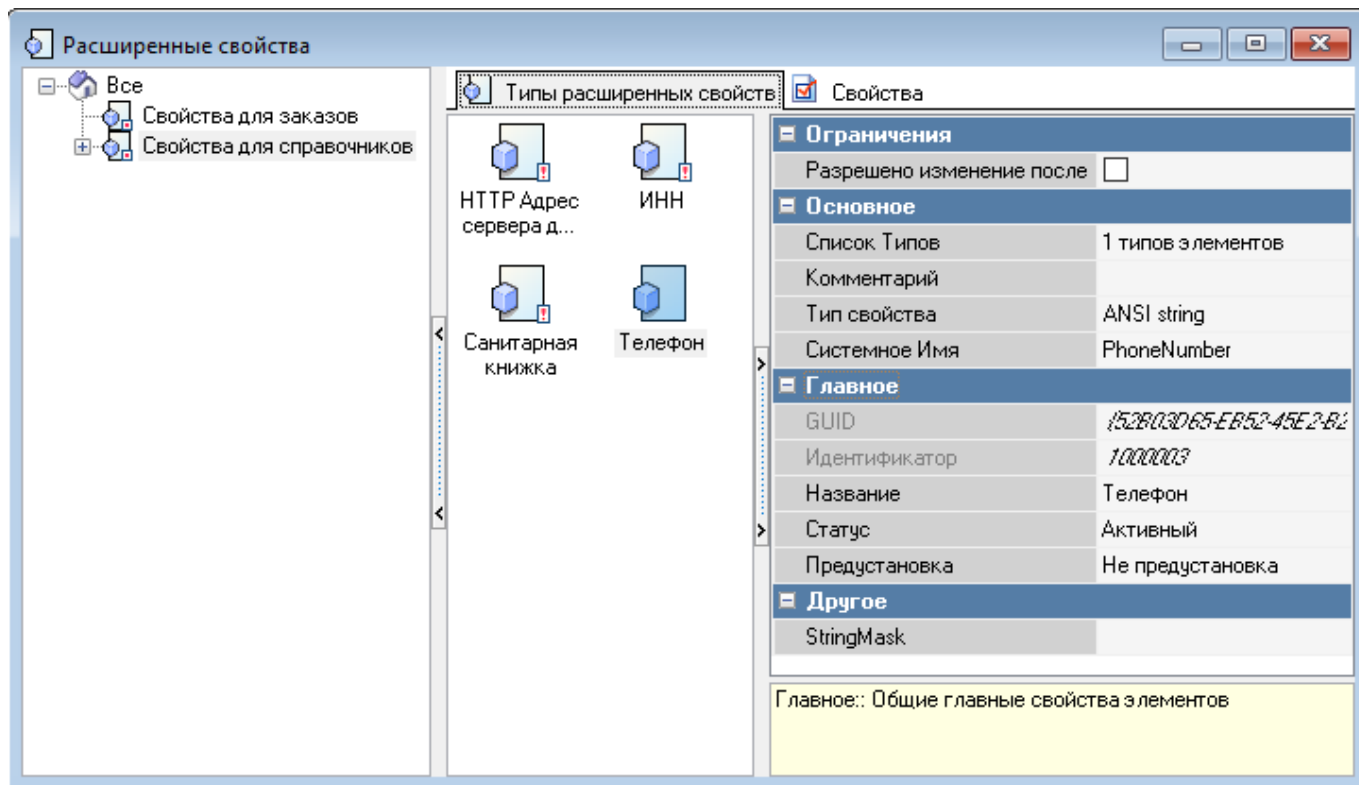 Расширенные свойства
Все
Свойства для заказов
Свойства для справочников
Типы расширенных свойств
Свойства
HTTP Адрес
сервера д...
ИНН
Санитарная
книжка
Телефон
Ограничения
Разрешено изменение после
Основное
Список Типов 1 типов элементов
Комментарий
Тип свойства ANSI string
Системное Имя PhoneNumber
Главное
GUID {52B03D65-EB52-45E2-B2
Идентификатор 1000003
Название Телефон
Статус Активный
Предустановка Не предустановка
Другое
StringMask
Главное:: Общие главные свойства элементов